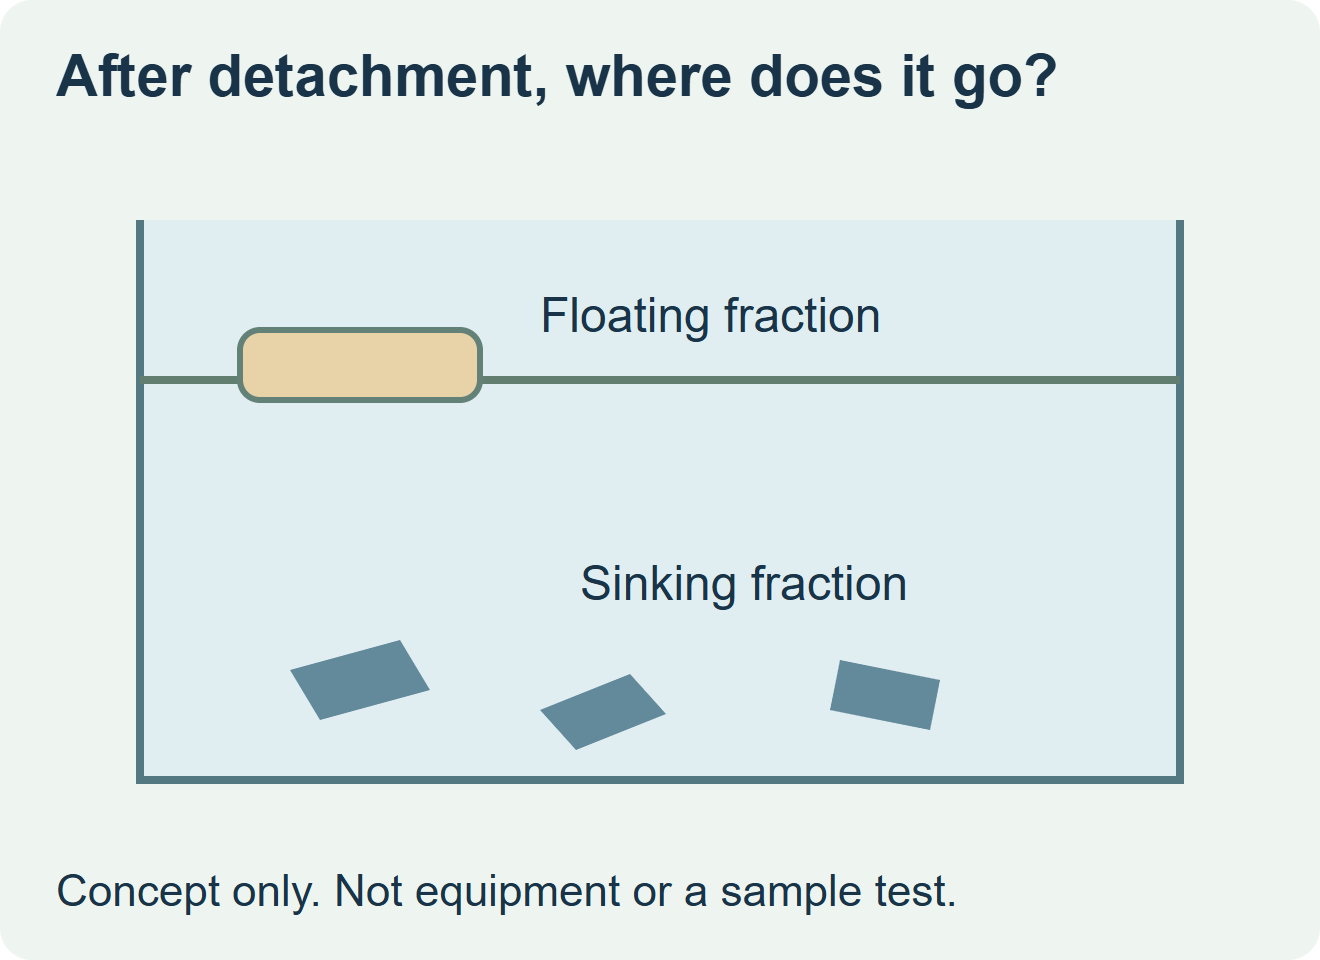 After detachment, where does it go?
Floating fraction
Sinking fraction
Concept only. Not equipment or a sample test.